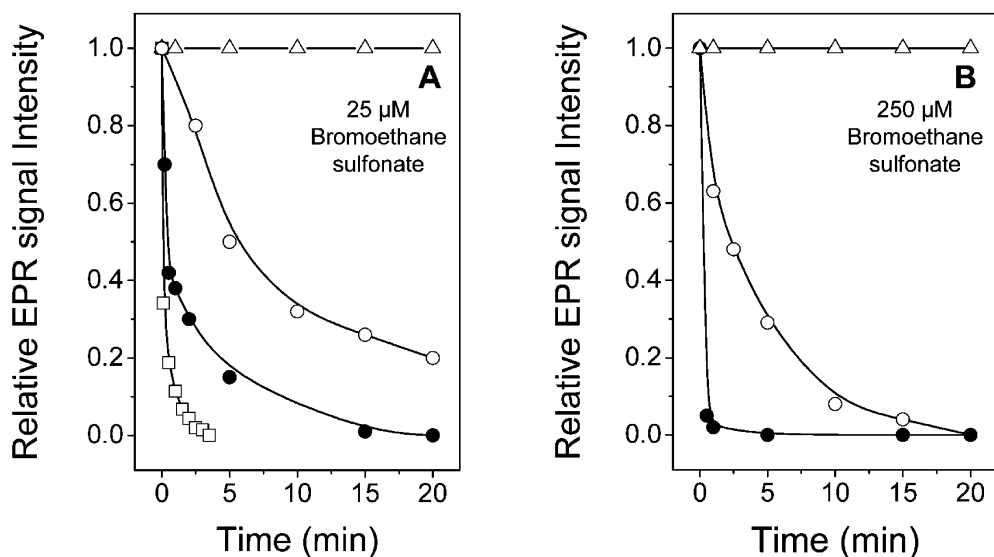 Relative EPR signal Intensity
1.0
0.8
0.6
0.4
0.2
0.0
A
25 µM
Bromoethane
sulfonate
0 5 10 15 20
Time (min)
Relative EPR signal Intensity
1.0
0.8
0.6
0.4
0.2
0.0
B
250 µM
Bromoethane
sulfonate
0 5 10 15 20
Time (min)